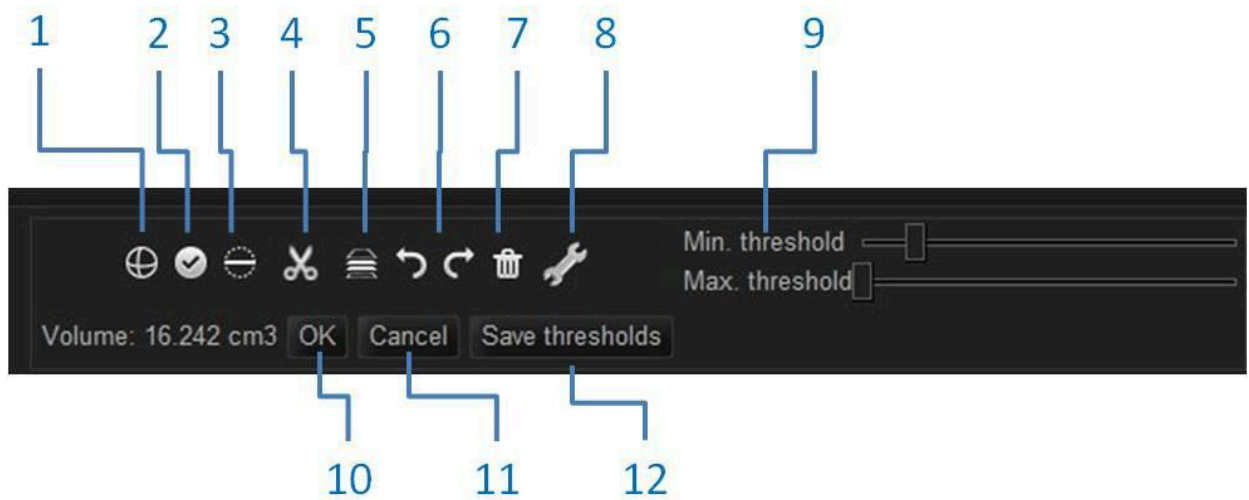 1 2 3 4 5 6 7 8 9
Min. threshold
Max. threshold
Volume: 16.242 cm3 OK Cancel Save thresholds
10 11 12